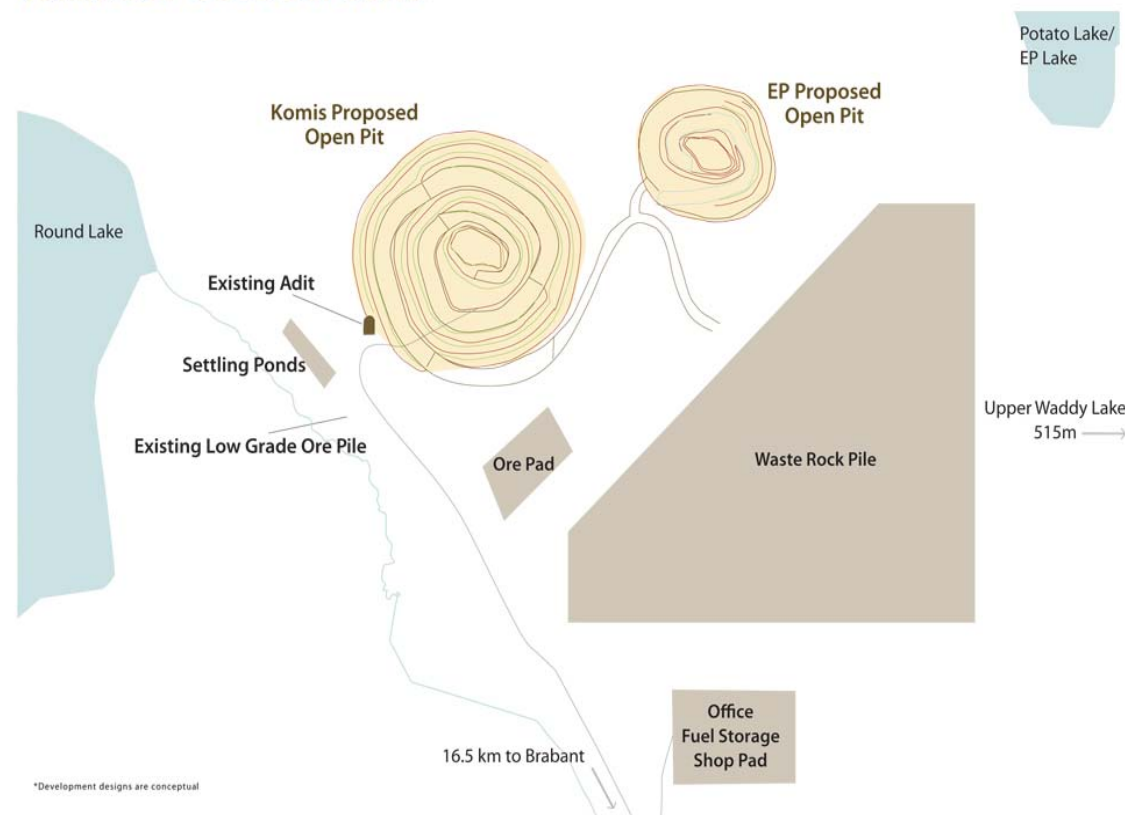 Potato Lake/
EP Lake
Komis Proposed
Open Pit
EP Proposed
Open Pit
Round Lake
Existing Adit
Settling Ponds
Existing Low Grade Ore Pile
Ore Pad
Waste Rock Pile
Upper Waddy Lake
515m
Office
Fuel Storage
Shop Pad
16.5 km to Brabant
*Development designs are conceptual